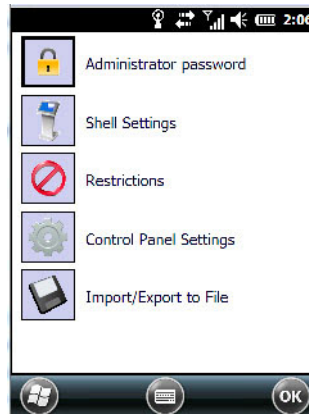 2:06
Administrator password
Shell Settings
Restrictions
Control Panel Settings
Import/Export to File
OK